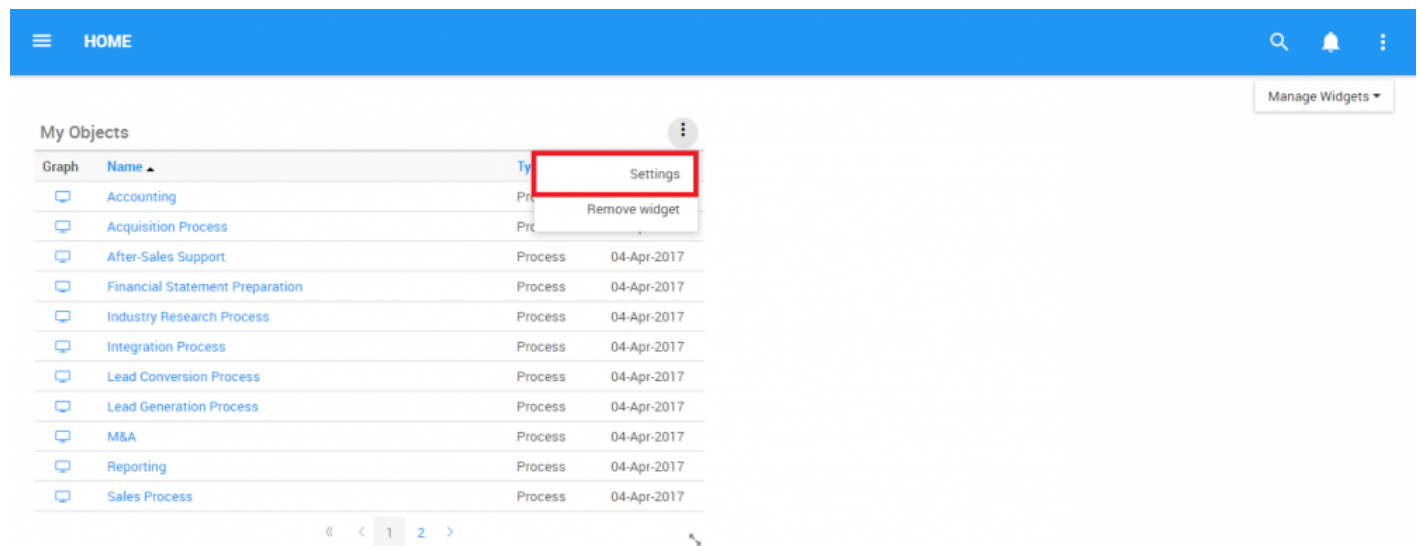 HOME
Manage Widgets
My Objects
Graph Name Ty
Settings
Accounting Pro
Remove widget
Acquisition Process Pro
After-Sales Support Process 04-Apr-2017
Financial Statement Preparation Process 04-Apr-2017
Industry Research Process Process 04-Apr-2017
Integration Process Process 04-Apr-2017
Lead Conversion Process Process 04-Apr-2017
Lead Generation Process Process 04-Apr-2017
M&A Process 04-Apr-2017
Reporting Process 04-Apr-2017
Sales Process Process 04-Apr-2017
« < 1 2 >